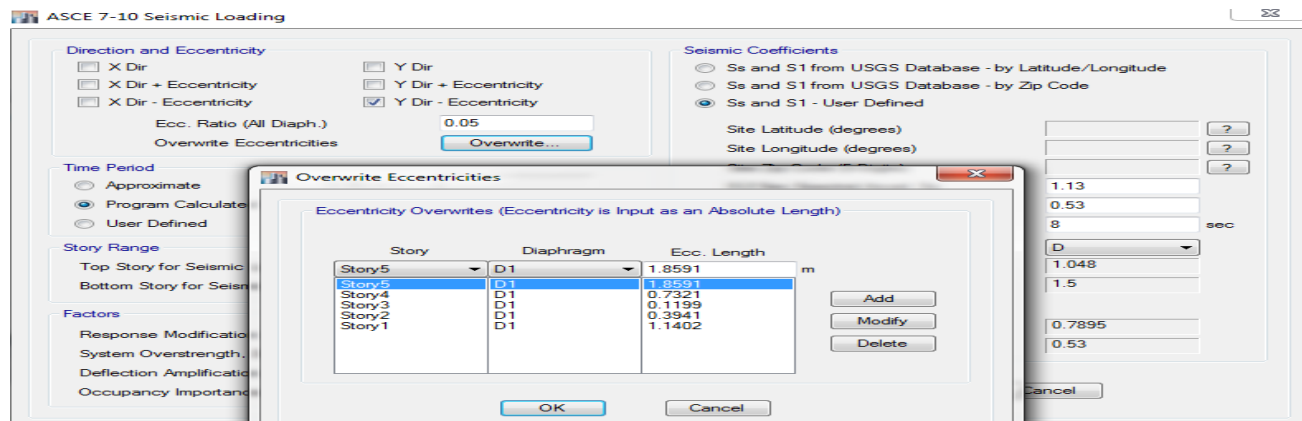 ASCE 7-10 Seismic Loading
Direction and Eccentricity
X Dir
Y Dir
X Dir + Eccentricity
Y Dir + Eccentricity
X Dir - Eccentricity
Y Dir - Eccentricity
Ecc. Ratio (All Diaph.)
0.05
Overwrite Eccentricities
Overwrite...
Time Period
Approximate
Program Calculate
User Defined
Story Range
Top Story for Seismic
Bottom Story for Seism
Factors
Response Modificatio
System Overstrength,
Deflection Amplificatio
Occupancy Importanc
Seismic Coefficients
Ss and S1 from USGS Database - by Latitude/Longitude
Ss and S1 from USGS Database - by Zip Code
Ss and S1 - User Defined
Site Latitude (degrees)
?
Site Longitude (degrees)
?
?
1.13
0.53
8 sec
D
1.048
1.5
0.7895
0.53
Cancel
Overwrite Eccentricities
Eccentricity Overwrites (Eccentricity is Input as an Absolute Length)
Story Diaphragm Ecc. Length
Story5 D1 1.8591 m
Story5 D1 1.8591
Story4 D1 0.7321
Story3 D1 0.1199
Story2 D1 0.3941
Story1 D1 1.1402
Add
Modify
Delete
OK Cancel